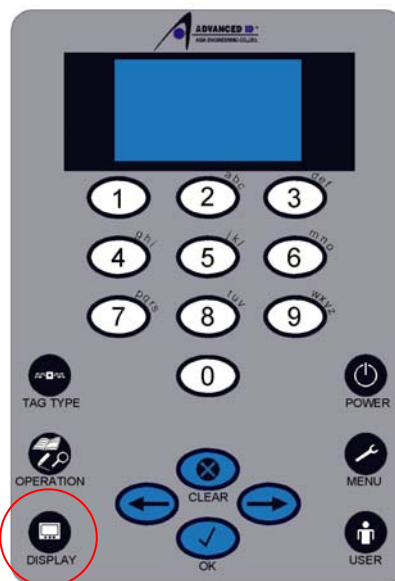 ADVANCED ID™
ASIA ENGINEERING CO., LTD.
1 2 abc 3 def
4 ghi 5 jkl 6 mno
7 pqrs 8 tuv 9 wxyz
0
TAG TYPE POWER
OPERATION CLEAR MENU
DISPLAY OK USER